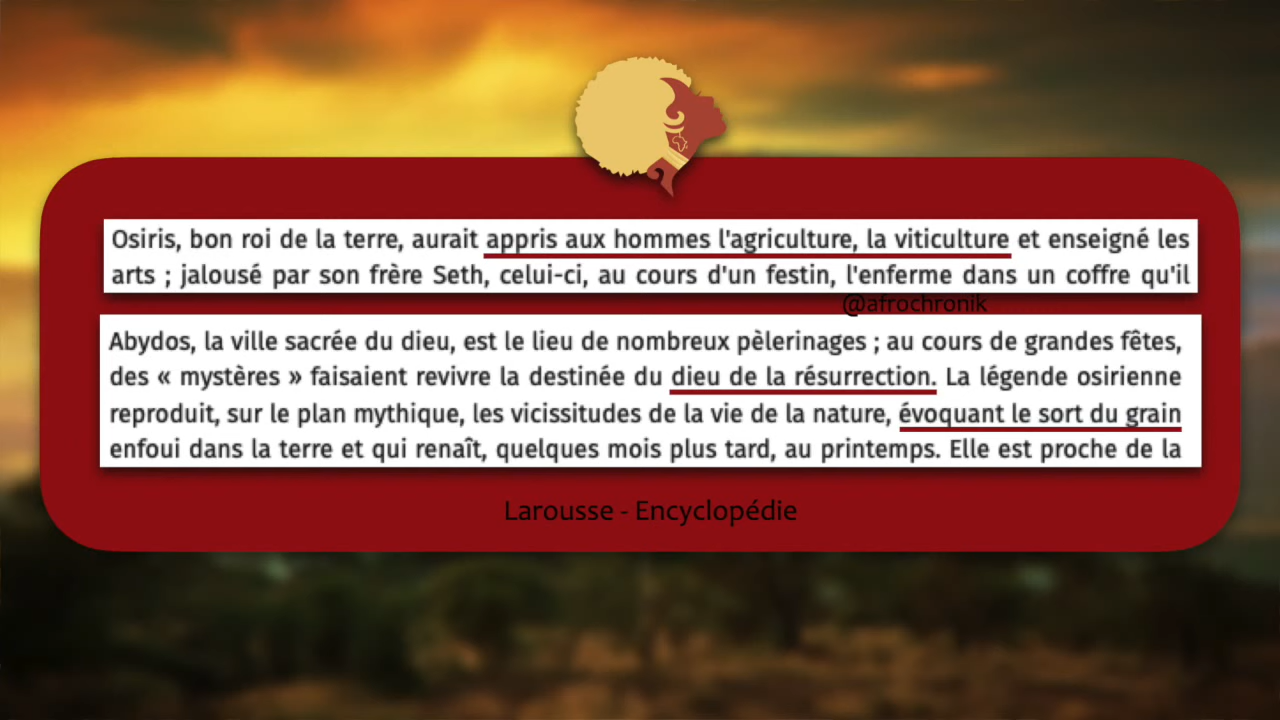 Osiris, bon roi de la terre, aurait appris aux hommes l'agriculture, la viticulture et enseigné les
arts ; jalousé par son frère Seth, celui-ci, au cours d'un festin, l'enferme dans un coffre qu'il
@afrochronik
Abydos, la ville sacrée du dieu, est le lieu de nombreux pèlerinages ; au cours de grandes fêtes,
des « mystères » faisaient revivre la destinée du dieu de la résurrection. La légende osirienne
reproduit, sur le plan mythique, les vicissitudes de la vie de la nature, évoquant le sort du grain
enfoui dans la terre et qui renaît, quelques mois plus tard, au printemps. Elle est proche de la
Larousse - Encyclopédie